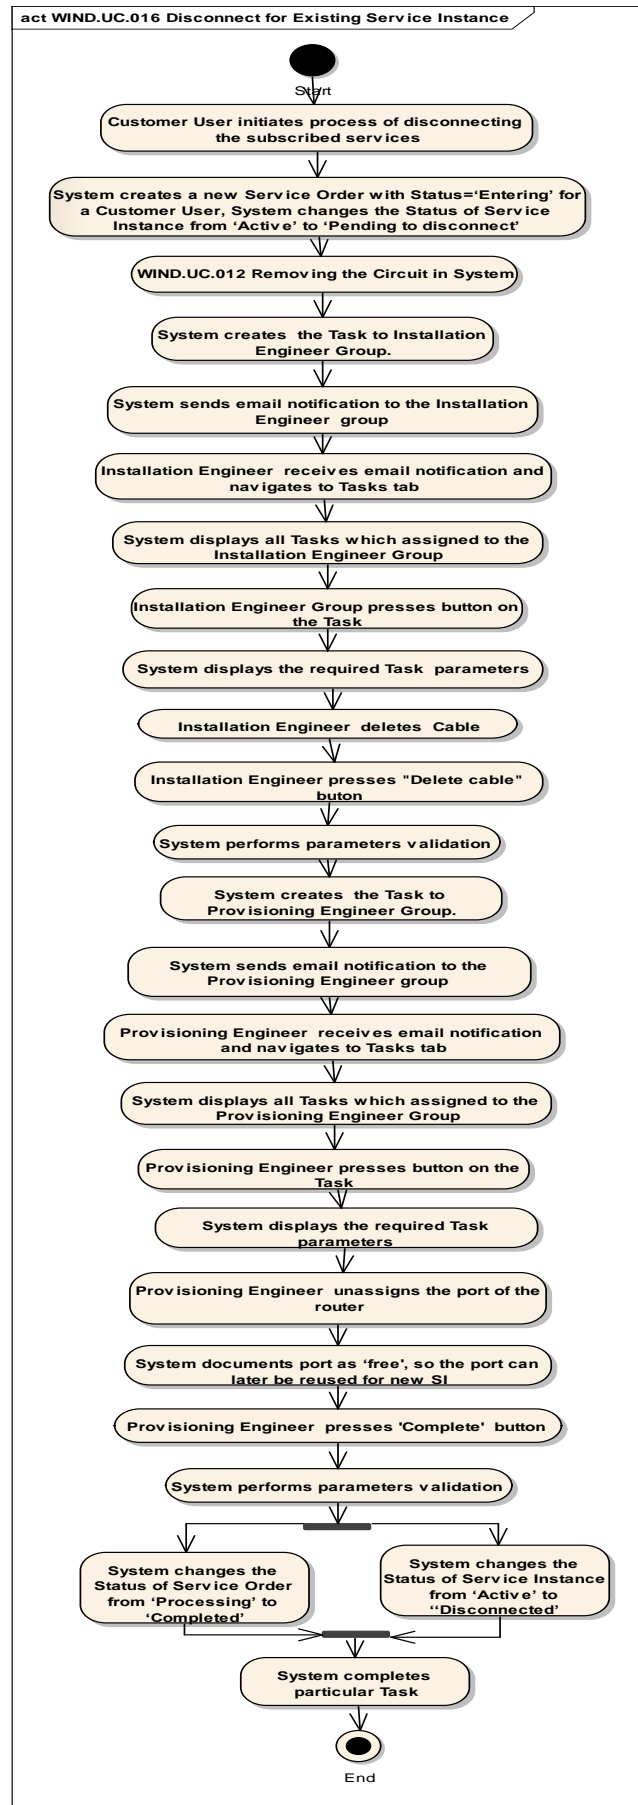 act WIND.UC.016 Disconnect for Existing Service Instance
Start
Customer User initiates process of disconnecting
the subscribed services
System creates a new Service Order with Status=‘Entering’ for
a Customer User, System changes the Status of Service
Instance from ‘Active’ to ‘Pending to disconnect’
WIND.UC.012 Removing the Circuit in System
System creates the Task to Installation
Engineer Group.
System sends email notification to the Installation
Engineer group
Installation Engineer receives email notification and
navigates to Tasks tab
System displays all Tasks which assigned to the
Installation Engineer Group
Installation Engineer Group presses button on
the Task
System displays the required Task parameters
Installation Engineer deletes Cable
Installation Engineer presses "Delete cable"
buton
System performs parameters validation
System creates the Task to
Provisioning Engineer Group.
System sends email notification to the
Provisioning Engineer group
Provisioning Engineer receives email notification
and navigates to Tasks tab
System displays all Tasks which assigned to the
Provisioning Engineer Group
Provisioning Engineer presses button on the
Task
System displays the required Task
parameters
Provisioning Engineer unassigns the port of the
router
System documents port as ‘free', so the port can
later be reused for new SI
Provisioning Engineer presses 'Complete' button
System performs parameters validation
System changes the
Status of Service Order
from ‘Processing’ to
‘Completed’
System changes the
Status of Service Instance
from ‘Active’ to
‘‘Disconnected’
System completes
particular Task
End